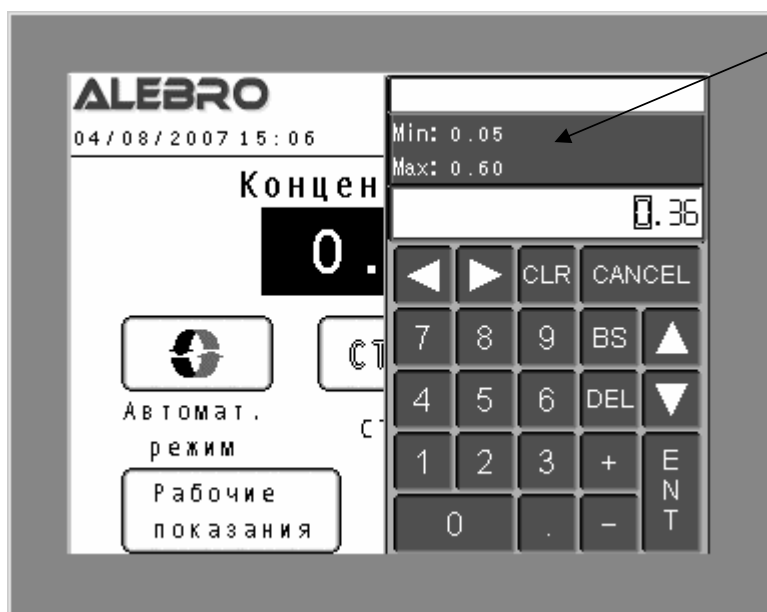 ALEBRO
04/08/2007 15:06
Концен
0.
Автомат.
режим
Рабочие
показания
Min: 0.05
Max: 0.60
0.36
CLR CANCEL
7 8 9 BS
4 5 6 DEL
1 2 3 + ENT
0 . -